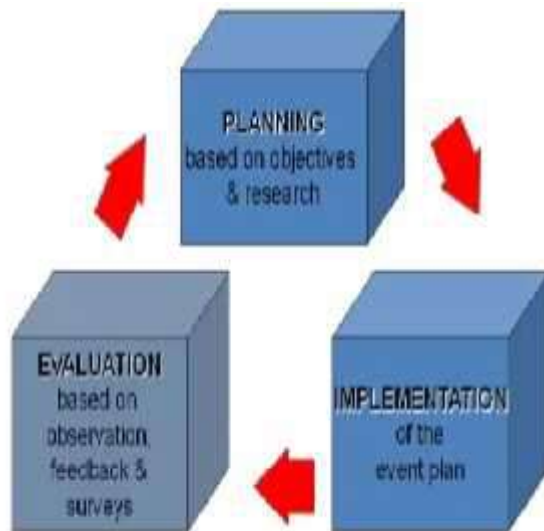 PLANNING
based on objectives
& research
EVALUATION
based on
observation,
feedback &
surveys
IMPLEMENTATION
of the
event plan